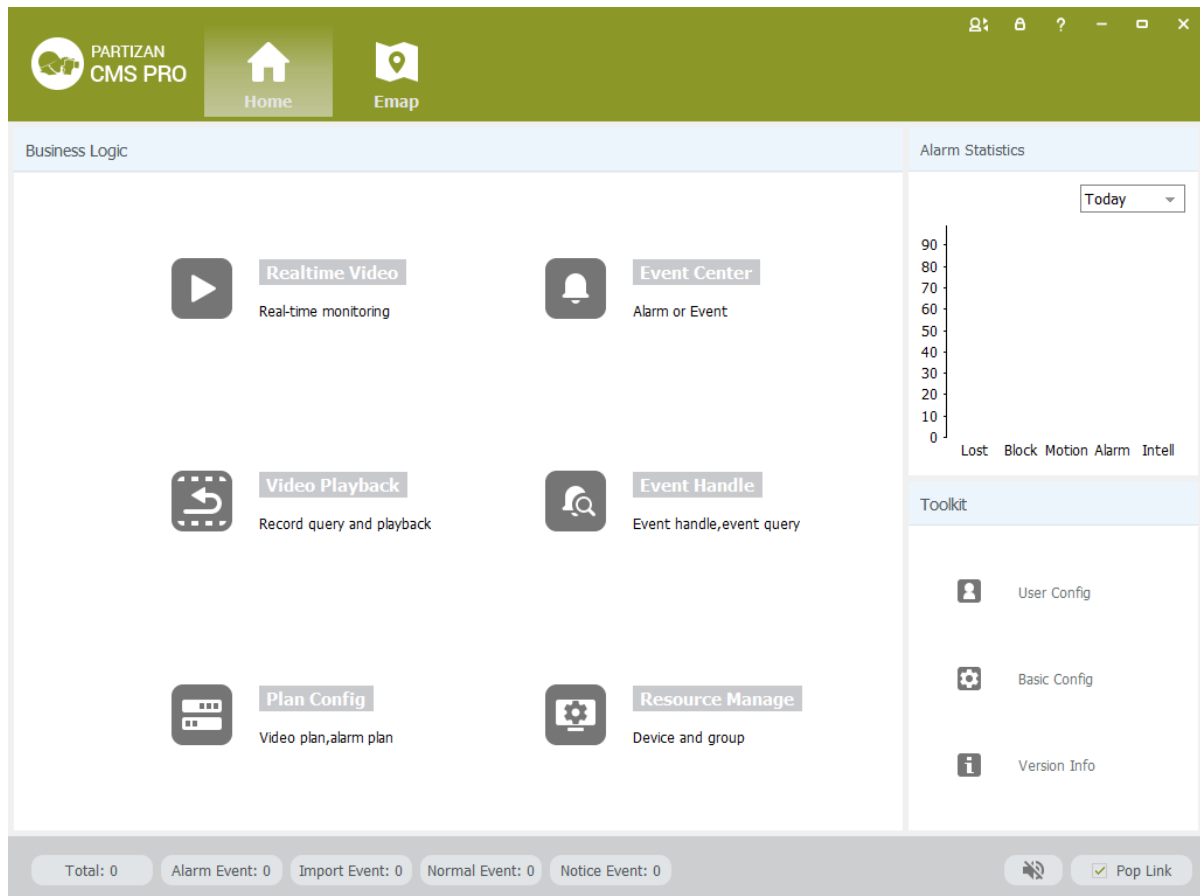 PARTIZAN
CMS PRO
Home
Emap
?
Business Logic
Alarm Statistics
Today
Realtime Video
Real-time monitoring
Event Center
Alarm or Event
90
80
70
60
50
40
30
20
10
0
Lost Block Motion Alarm Intell
Video Playback
Record query and playback
Event Handle
Event handle,event query
Toolkit
User Config
Basic Config
Version Info
Plan Config
Video plan,alarm plan
Resource Manage
Device and group
Total: 0
Alarm Event: 0
Import Event: 0
Normal Event: 0
Notice Event: 0
Pop Link